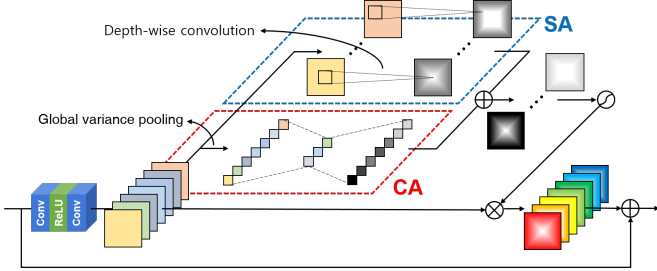 Depth-wise convolution
SA
Global variance pooling
CA
Conv
ReLU
Conv